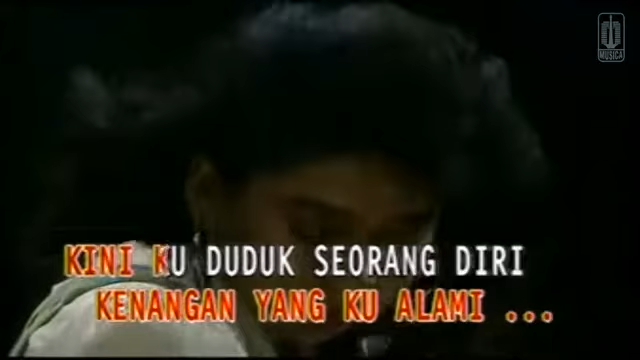 MUSICA
KINI KU DUDUK SEORANG DIRI
KENANGAN YANG KU ALAMI ...